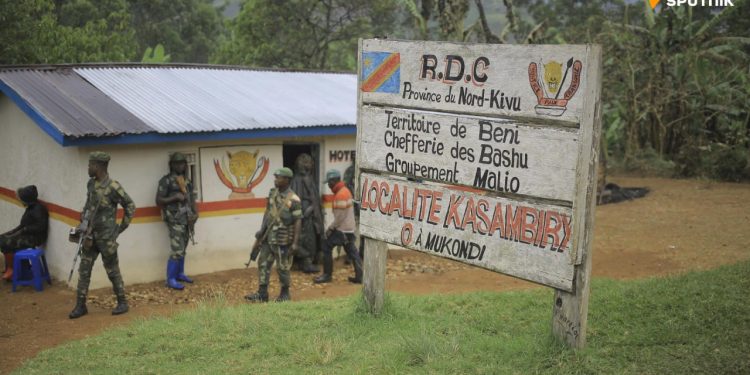 SPUTNIK
R.D.C
Province du Nord-Kivu
Territoire de Beni
Chefferie des Bashu
Groupement Malio
LOCALITE KASAMBIRY
à MUKONDI
HOTE